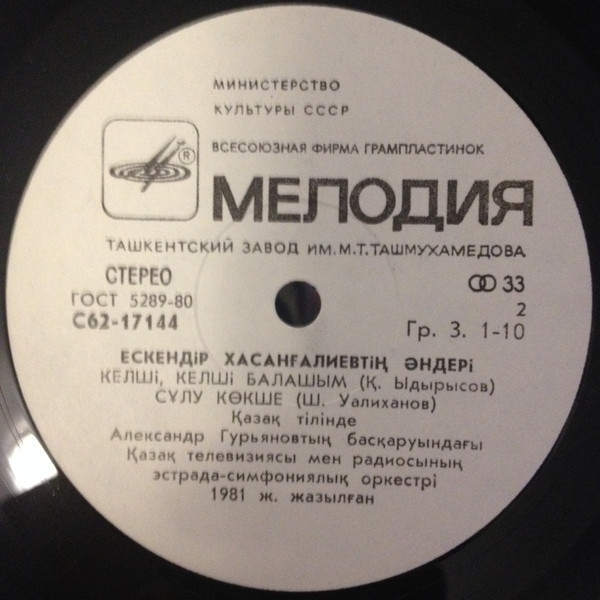 МИНИСТЕРСТВО
КУЛЬТУРЫ СССР
ВСЕСОЮЗНАЯ ФИРМА ГРАМПЛАСТИНОК
®
МЕЛОДИЯ
ТАШКЕНТСКИЙ ЗАВОД ИМ. М.Т.ТАШМУХАМЕДОВА
СТЕРЕО
33
ГОСТ 5289-80
2
С62-17144
Гр. 3. 1-10
ЕСКЕНДІР ХАСАНҒАЛИЕВТІҢ ӘНДЕРІ
КЕЛШІ, КЕЛШІ БАЛАШЫМ (Қ. Ыдырысов)
СҰЛУ КӨКШЕ (Ш. Уалиханов)
Қазақ тілінде
Александр Гурьяновтың басқаруындағы
Қазақ телевизиясы мен радиосының
эстрада-симфониялық оркестрі
1981 ж. жазылған